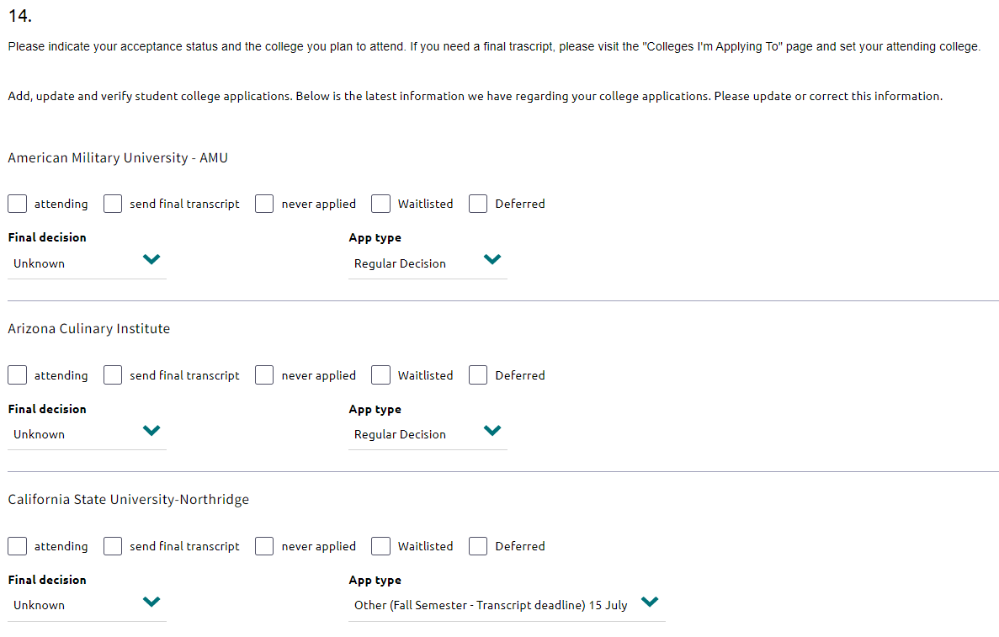 14.
Please indicate your acceptance status and the college you plan to attend. If you need a final trascript, please visit the "Colleges I'm Applying To" page and set your attending college.
Add, update and verify student college applications. Below is the latest information we have regarding your college applications. Please update or correct this information.
American Military University - AMU
attending send final transcript never applied Waitlisted Deferred
Final decision App type
Unknown Regular Decision
Arizona Culinary Institute
attending send final transcript never applied Waitlisted Deferred
Final decision App type
Unknown Regular Decision
California State University-Northridge
attending send final transcript never applied Waitlisted Deferred
Final decision App type
Unknown Other (Fall Semester - Transcript deadline) 15 July